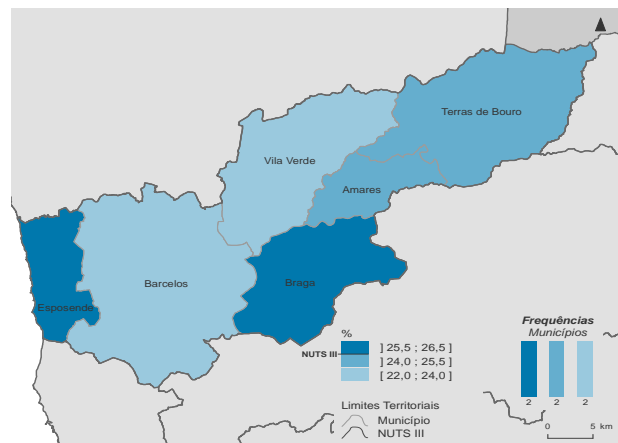 Terras de Bouro
Vila Verde
Amares
Barcelos
Braga
Esposende
%
] 25,5 ; 26,5 ]
NUTS III
] 24,0 ; 25,5 ]
[ 22,0 ; 24,0 ]
Limites Territoriais
Município
NUTS III
Frequências
Municípios
2 2 2
0 5 km